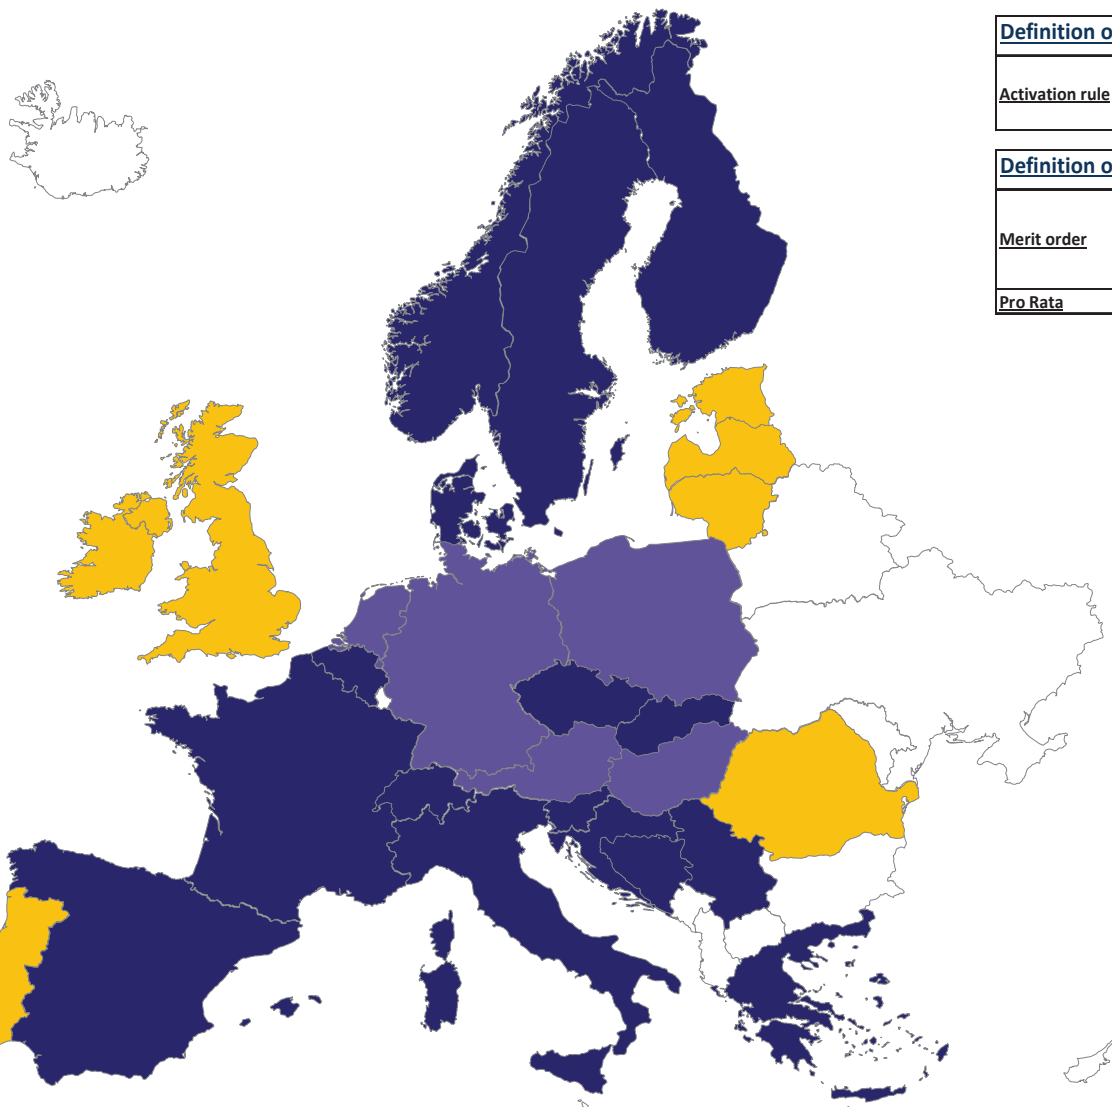 Definition o
Activation rule
Definition o
Merit order
Pro Rata